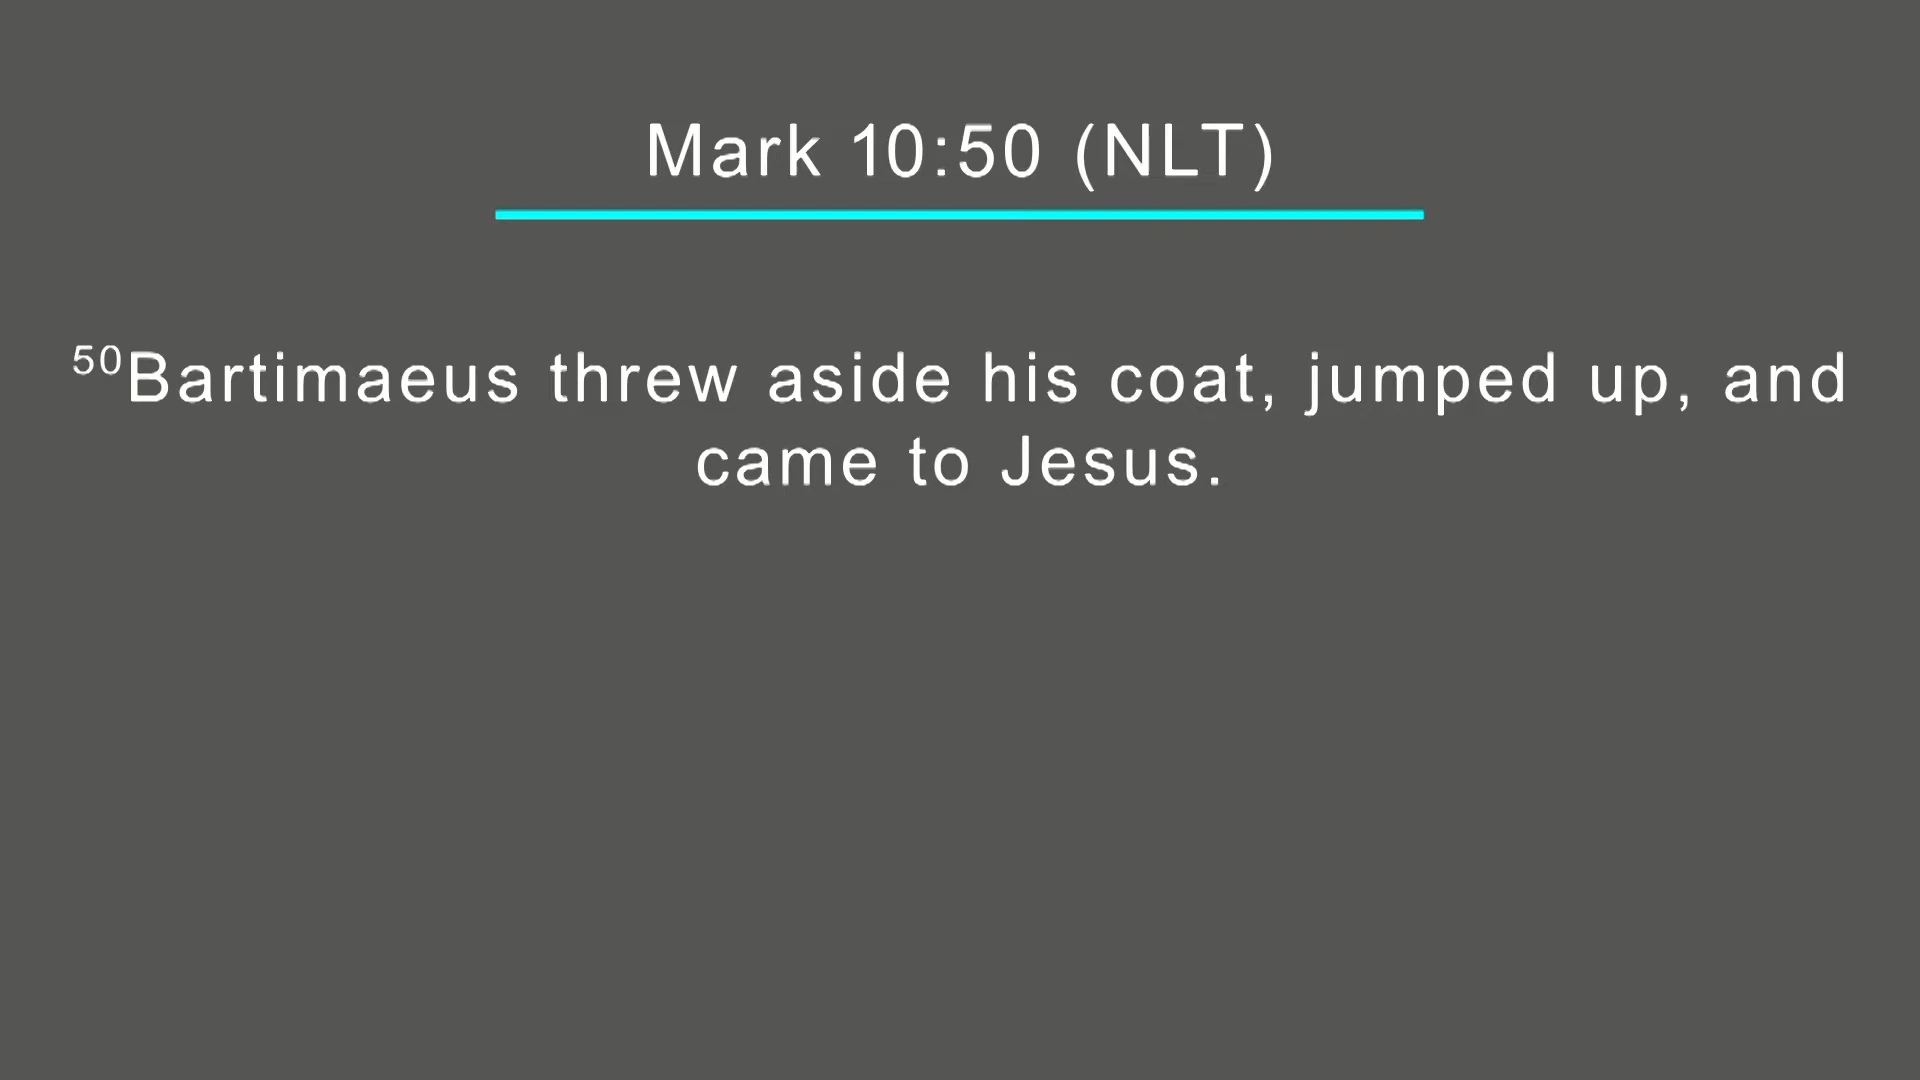 Mark 10:50 (NLT)
⁵⁰Bartimaeus threw aside his coat, jumped up, and
came to Jesus.